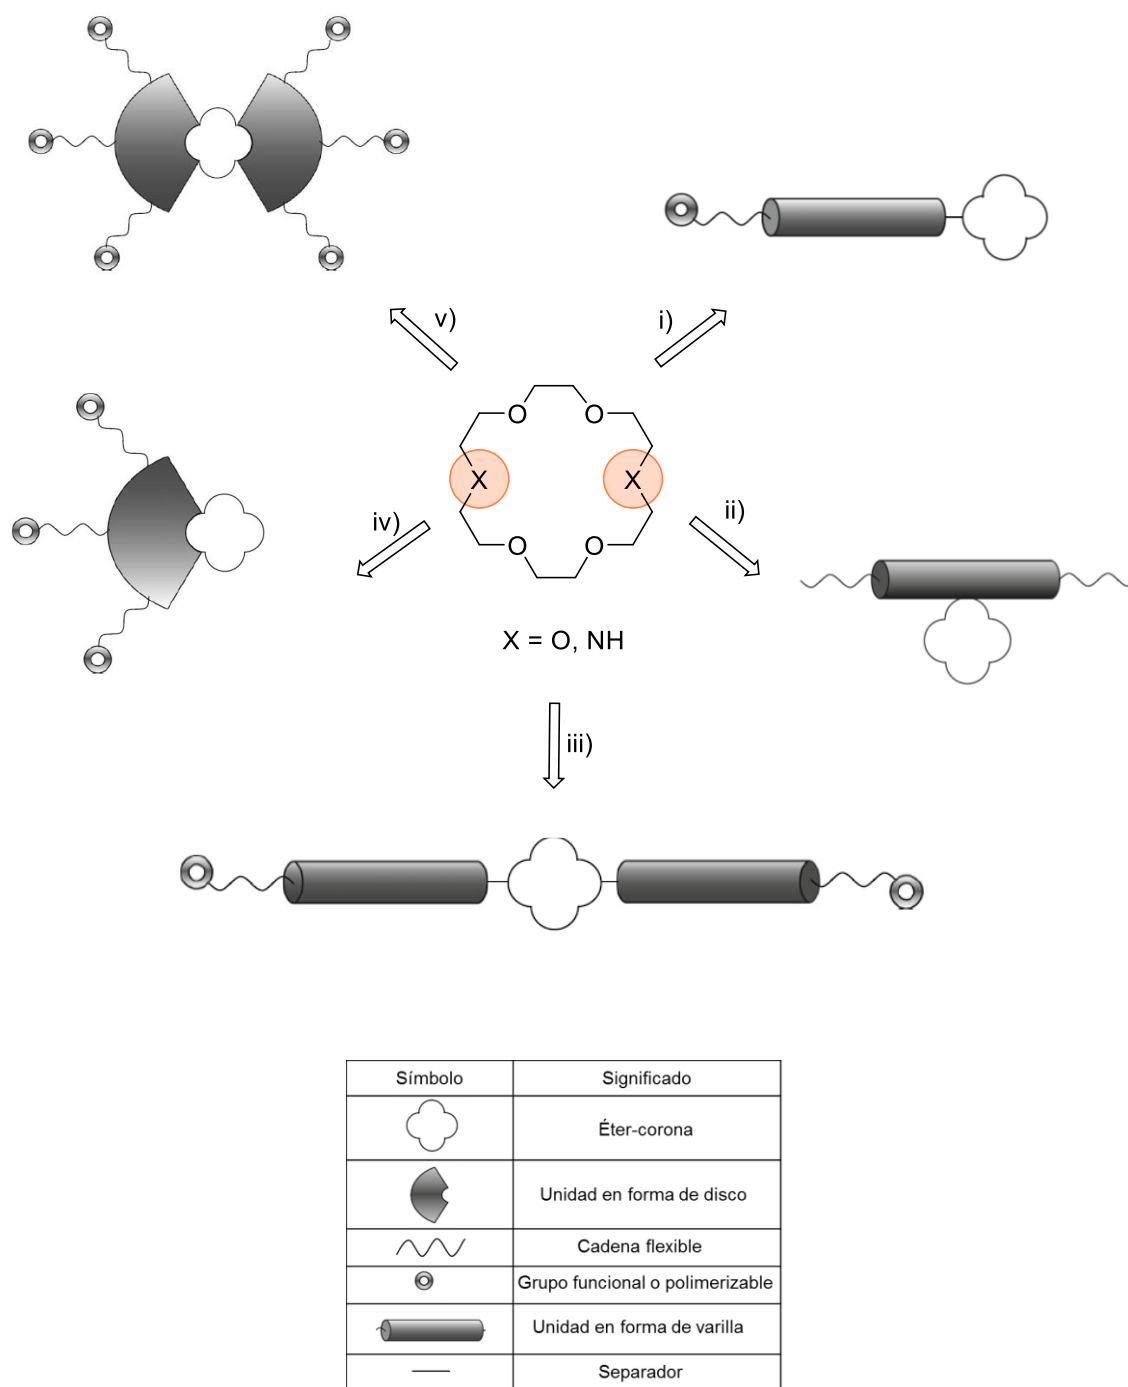 v)
i)
O O
X X
iv)
ii)
O O
X = O, NH
iii)
Símbolo Significado
Éter-corona
Unidad en forma de disco
Cadena flexible
Grupo funcional o polimerizable
Unidad en forma de varilla
Separador